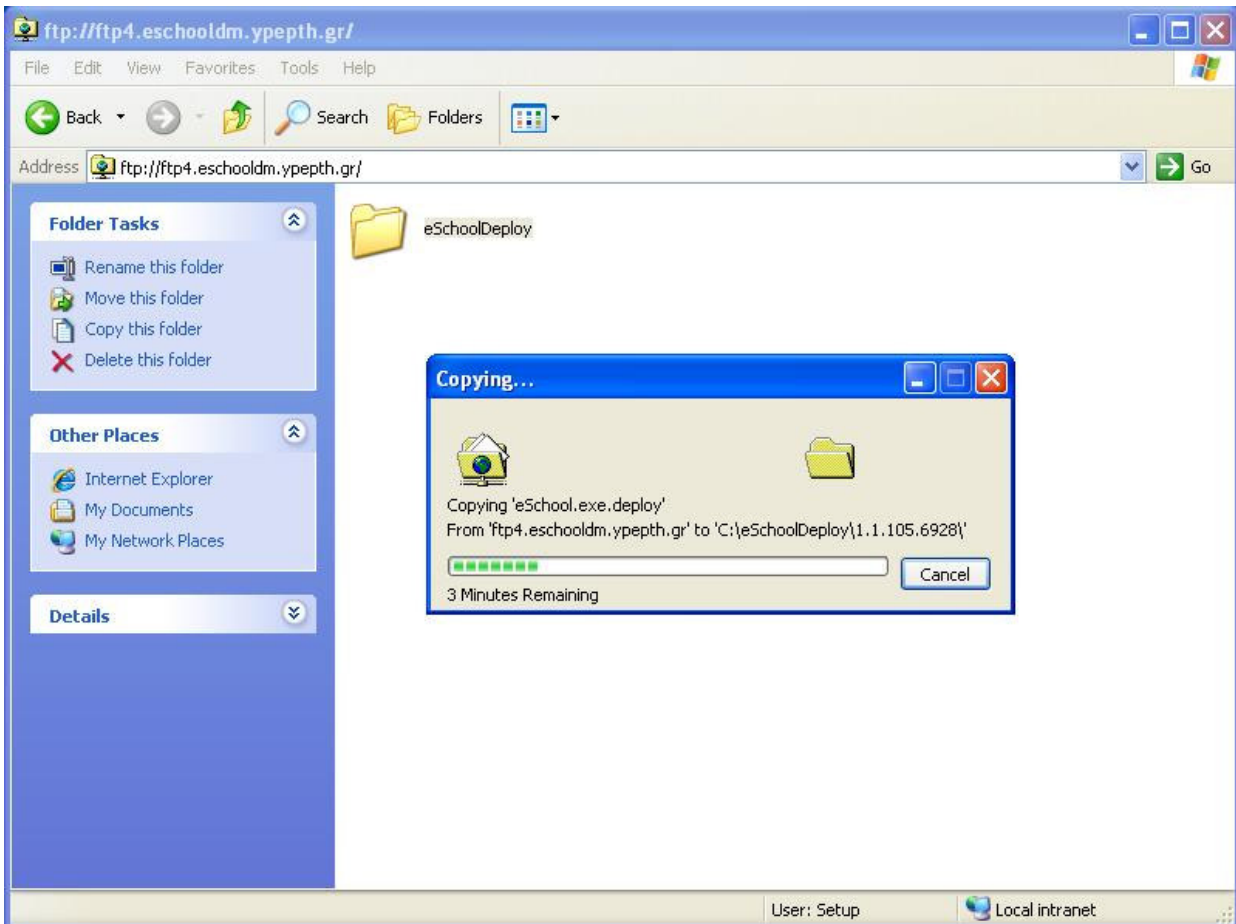 ftp://ftp4.eschooldm.ypepth.gr/
File Edit View Favorites Tools Help
Back Search Folders
Address ftp://ftp4.eschooldm.ypepth.gr/ Go
Folder Tasks
Rename this folder
Move this folder
Copy this folder
Delete this folder
Other Places
Internet Explorer
My Documents
My Network Places
Details
eSchoolDeploy
Copying...
Copying 'eSchool.exe.deploy'
From 'ftp4.eschooldm.ypepth.gr' to 'C:\eSchoolDeploy\1.1.105.6928\'
Cancel
3 Minutes Remaining
User: Setup Local intranet